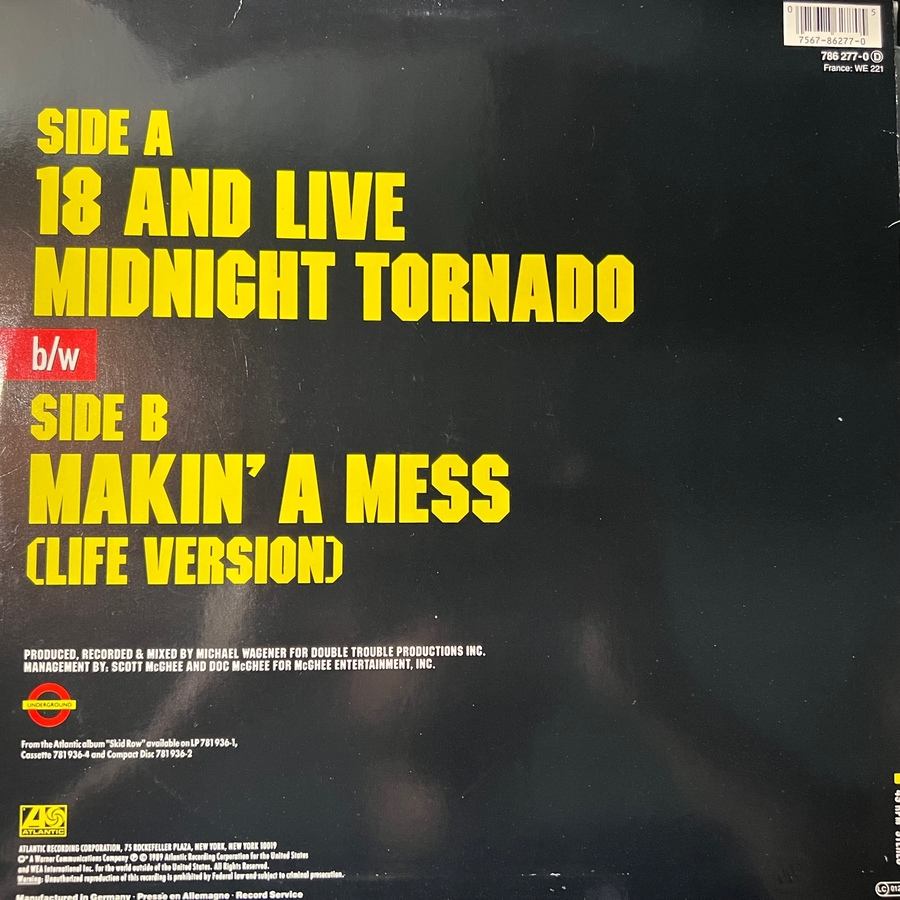 0 5
7567-86277-0
786 277-0 Ⓓ
France: WE 221
SIDE A
18 AND LIVE
MIDNIGHT TORNADO
b/w
SIDE B
MAKIN' A MESS
(LIFE VERSION)
PRODUCED, RECORDED & MIXED BY MICHAEL WAGENER FOR DOUBLE TROUBLE PRODUCTIONS INC.
MANAGEMENT BY: SCOTT McGHEE AND DOC McGHEE FOR McGHEE ENTERTAINMENT, INC.
UNDERGROUND
From the Atlantic album "Skid Row" available on LP 781 936-1,
Cassette 781 936-4 and Compact Disc 781 936-2
ATLANTIC
ATLANTIC RECORDING CORPORATION, 75 ROCKEFELLER PLAZA, NEW YORK, NEW YORK 10019
A Warner Communications Company ℗ © 1989 Atlantic Recording Corporation for the United States
and WEA International Inc. for the world outside of the United States. All Rights Reserved.
Warning: Unauthorized reproduction of this recording is prohibited by Federal law and subject to criminal prosecution.
Manufactured in Germany · Presse en Allemagne · Record Service
LC 012